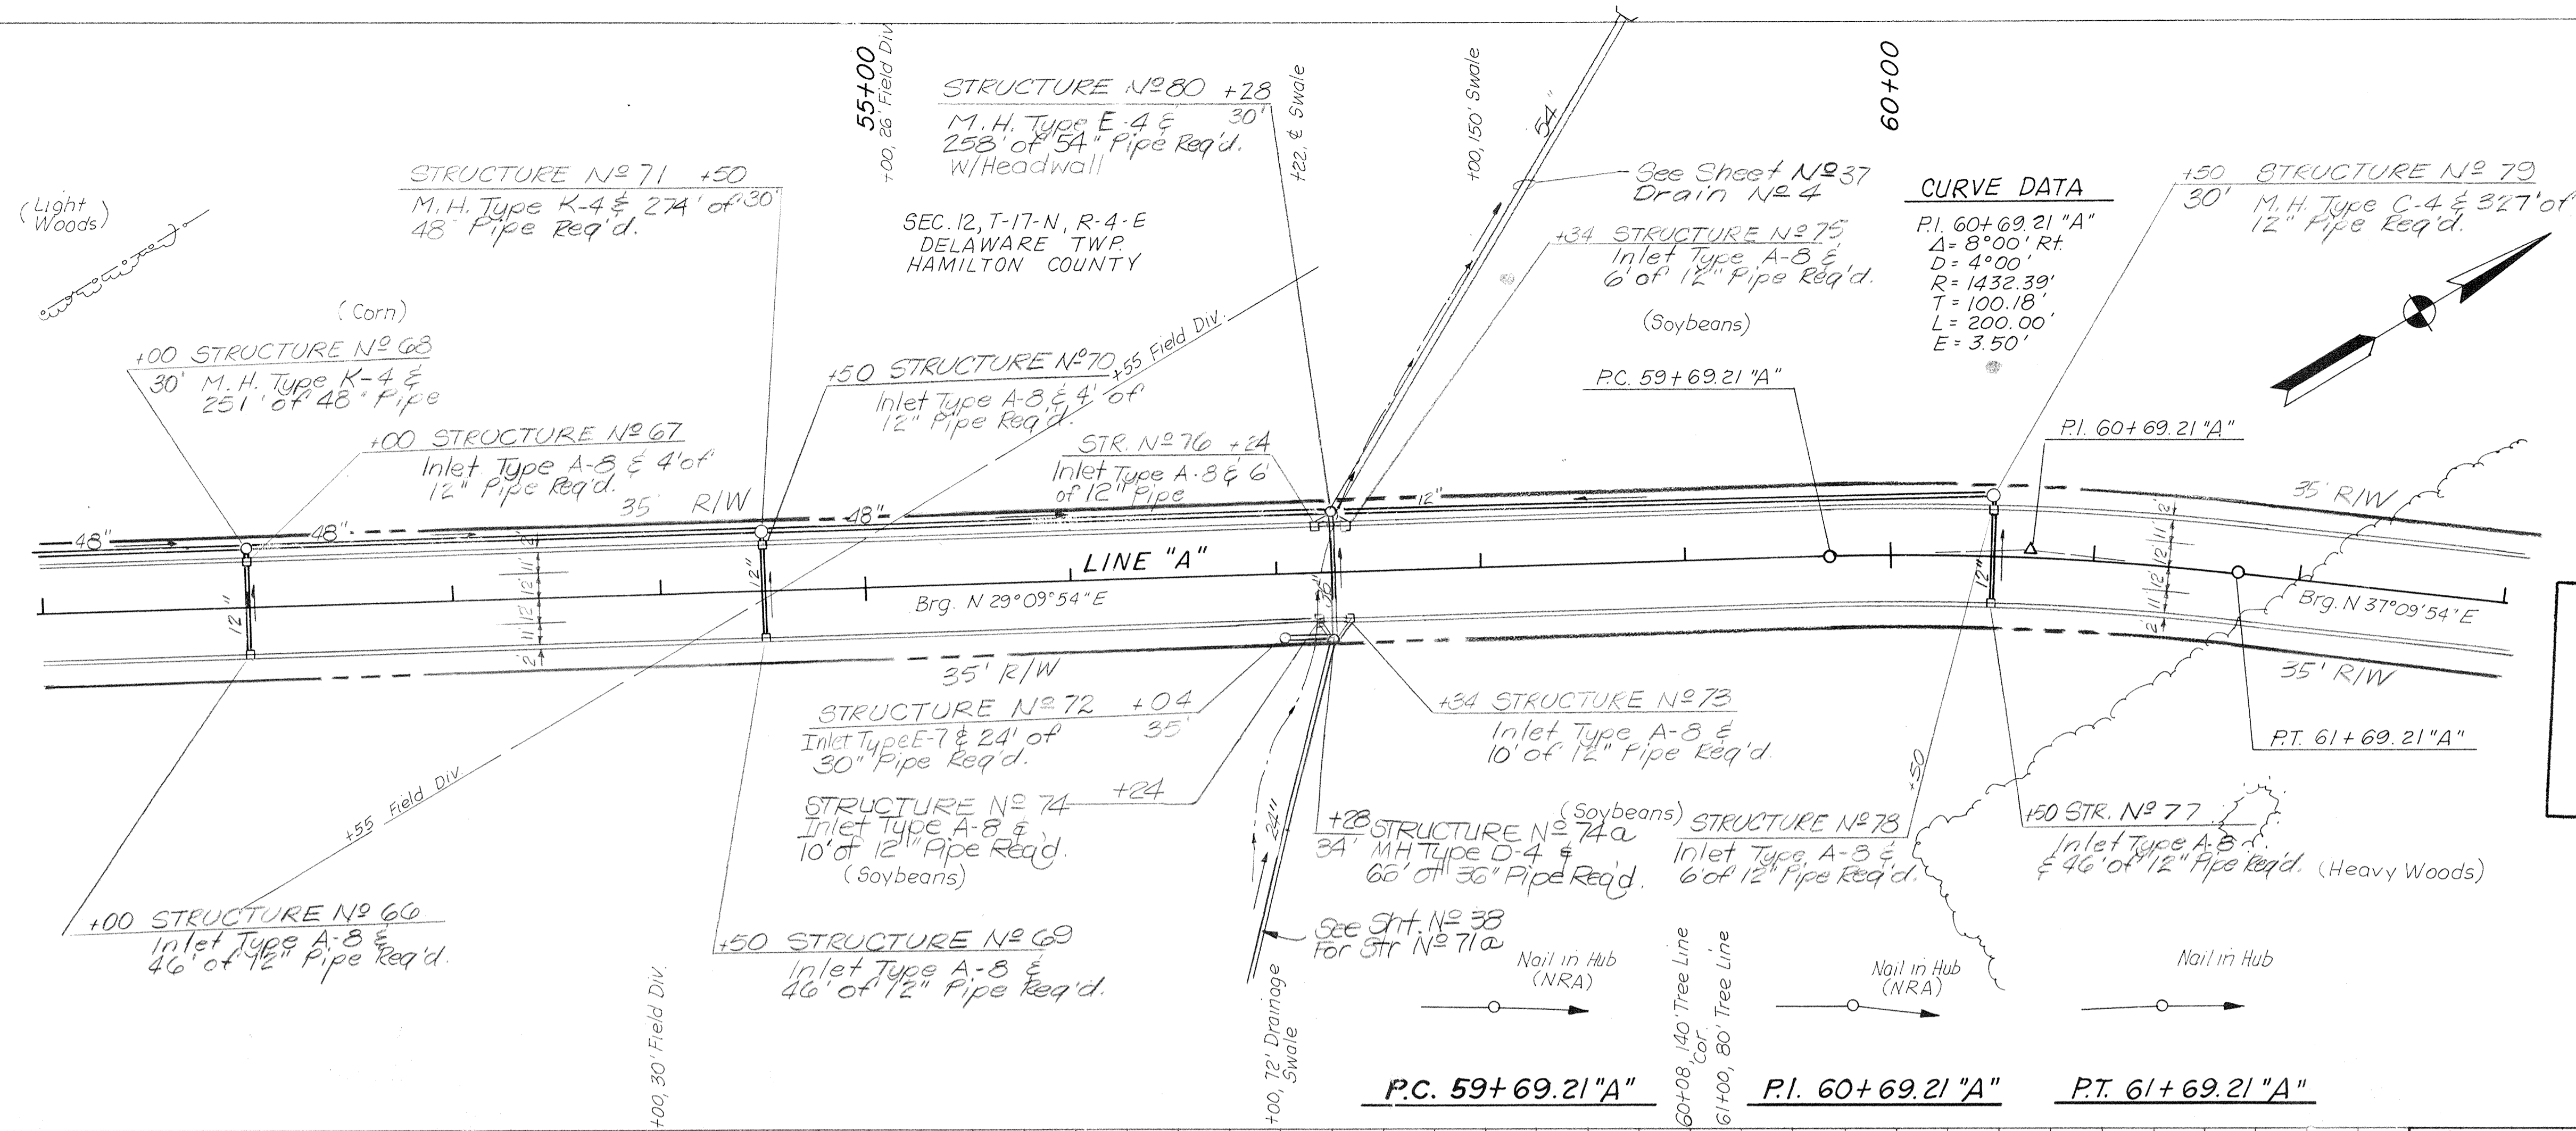 55+00
+00, 26' Field Div.
STRUCTURE Nº 80 +28
30'
M.H. Type E-4 &
258' of 54" Pipe Req'd.
W/Headwall
+22, ⅊ Swale
+00, 150' Swale
54"
60+00
(Light
Woods)
STRUCTURE Nº 71 +50
M.H. Type K-4 & 274' of 30'
48" Pipe Req'd.
SEC. 12, T-17-N, R-4-E
DELAWARE TWP.
HAMILTON COUNTY
See Sheet Nº 37
Drain Nº 4
+34 STRUCTURE Nº 75
Inlet Type A-8 &
6' of 12" Pipe Req'd.
(Soybeans)
CURVE DATA
P.I. 60+69.21 "A"
Δ= 8°00' Rt.
D= 4°00'
R= 1432.39'
T= 100.18'
L= 200.00'
E= 3.50'
+50 STRUCTURE Nº 79
30' M.H. Type C-4 & 327' of
12" Pipe Req'd.
(Corn)
+00 STRUCTURE Nº 68
30' M.H. Type K-4 &
251' of 48" Pipe
+00 STRUCTURE Nº 67
Inlet Type A-8 & 4' of
12" Pipe Req'd.
+50 STRUCTURE Nº 70
Inlet Type A-8 & 4' of
12" Pipe Req'd.
+55 Field Div.
STR. Nº 76 +24
Inlet Type A-8 & 6'
of 12" Pipe
P.C. 59+69.21 "A"
P.I. 60+69.21 "A"
35' R/W
35' R/W
48"
48"
48"
12"
2'
11'
12'
12'
11'
2'
12"
12"
36"
12"
2'
11'
12'
12'
11'
2'
LINE "A"
Brg. N 29°09'54"E
Brg. N 37°09'54"E
35' R/W
35' R/W
STRUCTURE Nº 72 +04
35'
Inlet Type E-7 & 24' of
30" Pipe Req'd.
STRUCTURE Nº 74 +24
Inlet Type A-8 &
10' of 12" Pipe Req'd.
(Soybeans)
+34 STRUCTURE Nº 73
Inlet Type A-8 &
10' of 12" Pipe Req'd.
P.T. 61+69.21 "A"
+55 Field Div.
24"
(Soybeans)
+28 STRUCTURE Nº 74a
34' MH Type D-4 &
66' of 36" Pipe Req'd.
+50
STRUCTURE Nº 78
Inlet Type A-8 &
6' of 12" Pipe Req'd.
+50 STR. Nº 77
Inlet Type A-8
& 46' of 12" Pipe Req'd.
(Heavy Woods)
+00 STRUCTURE Nº 66
Inlet Type A-8 &
46' of 12" Pipe Req'd.
+50 STRUCTURE Nº 69
Inlet Type A-8 &
46' of 12" Pipe Req'd.
See Sht. Nº 38
For Str Nº 71a
+00, 30' Field Div.
+00, 72' Drainage
Swale
Nail in Hub
(NRA)
60+08, 140' Tree Line
Cor.
61+00, 80' Tree Line
Nail in Hub
(NRA)
Nail in Hub
P.C. 59+69.21 "A"
P.I. 60+69.21 "A"
P.T. 61+69.21 "A"